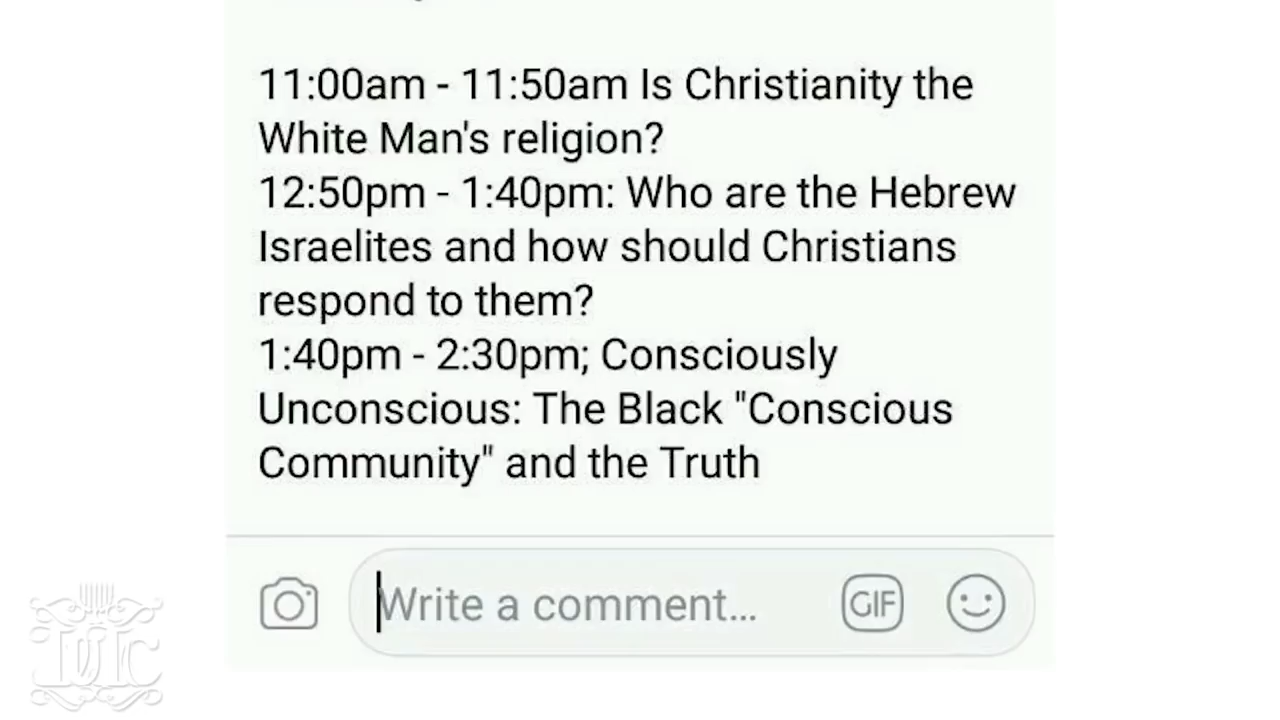 11:00am - 11:50am Is Christianity the
White Man's religion?
12:50pm - 1:40pm: Who are the Hebrew
Israelites and how should Christians
respond to them?
1:40pm - 2:30pm; Consciously
Unconscious: The Black "Conscious
Community" and the Truth
Write a comment...
GIF
IUIC